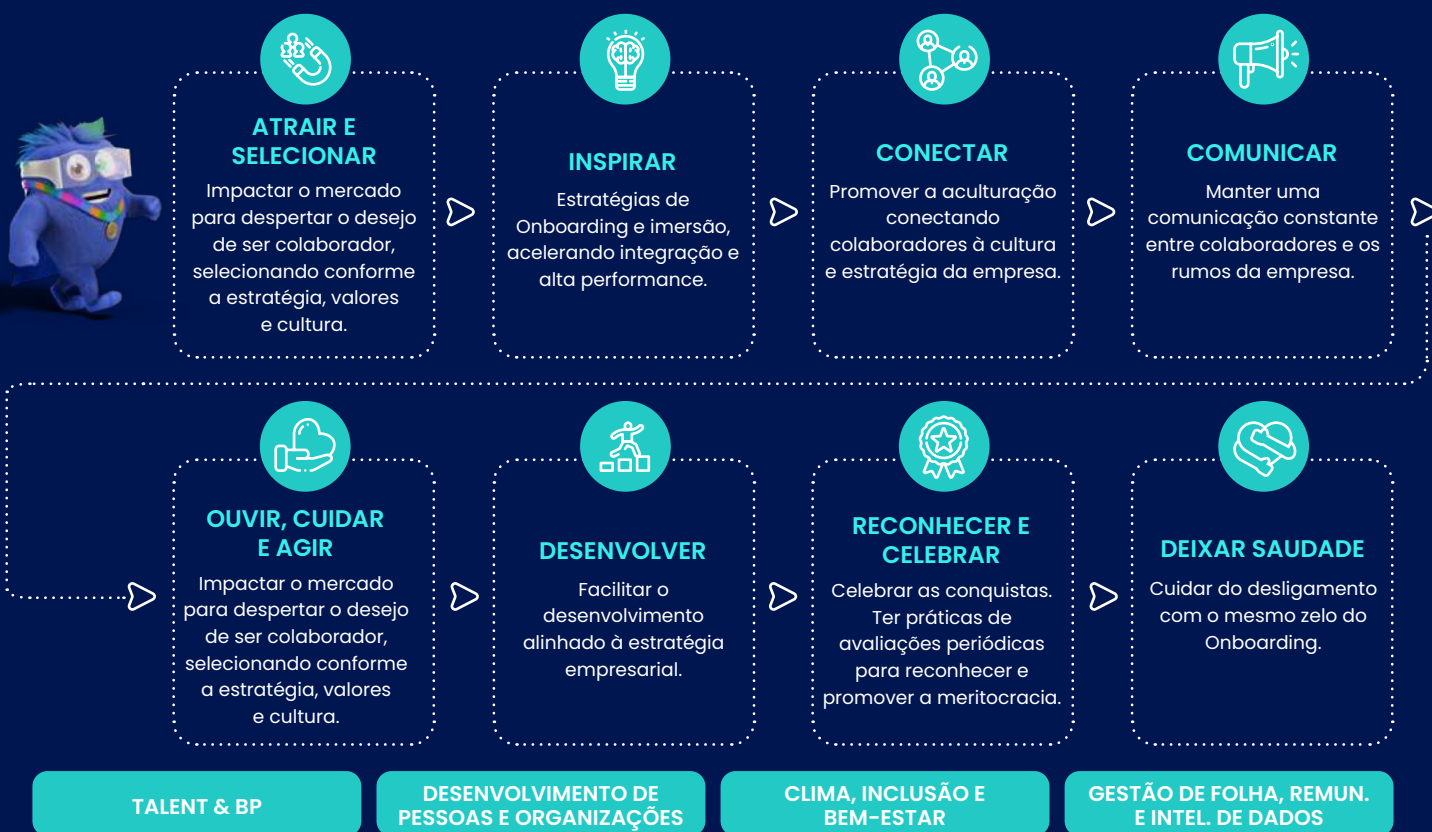 ATRAIR E
SELECIONAR
Impactar o mercado
para despertar o desejo
de ser colaborador,
selecionando conforme
a estratégia, valores
e cultura.
INSPIRAR
Estratégias de
Onboarding e imersão,
acelerando integração e
alta performance.
CONECTAR
Promover a aculturação
conectando
colaboradores à cultura
e estratégia da empresa.
COMUNICAR
Manter uma
comunicação constante
entre colaboradores e os
rumos da empresa.
OUVIR, CUIDAR
E AGIR
Impactar o mercado
para despertar o desejo
de ser colaborador,
selecionando conforme
a estratégia, valores
e cultura.
DESENVOLVER
Facilitar o
desenvolvimento
alinhado à estratégia
empresarial.
RECONHECER E
CELEBRAR
Celebrar as conquistas.
Ter práticas de
avaliações periódicas
para reconhecer e
promover a meritocracia.
DEIXAR SAUDADE
Cuidar do desligamento
com o mesmo zelo do
Onboarding.
TALENT & BP
DESENVOLVIMENTO DE
PESSOAS E ORGANIZAÇÕES
CLIMA, INCLUSÃO E
BEM-ESTAR
GESTÃO DE FOLHA, REMUN.
E INTEL. DE DADOS